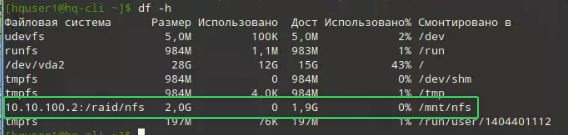 [hquser1@hq-cli ~]$ df -h
Файловая система Размер Использовано Дост Использовано% Смонтировано в
udevfs 5,0M 100K 5,0M 2% /dev
runfs 984M 1,1M 983M 1% /run
/dev/vda2 28G 12G 15G 43% /
tmpfs 984M 0 984M 0% /dev/shm
tmpfs 984M 4,0K 984M 1% /tmp
10.10.100.2:/raid/nfs 2,0G 0 1,9G 0% /mnt/nfs
tmpfs 197M 76K 197M 1% /run/user/1404401112